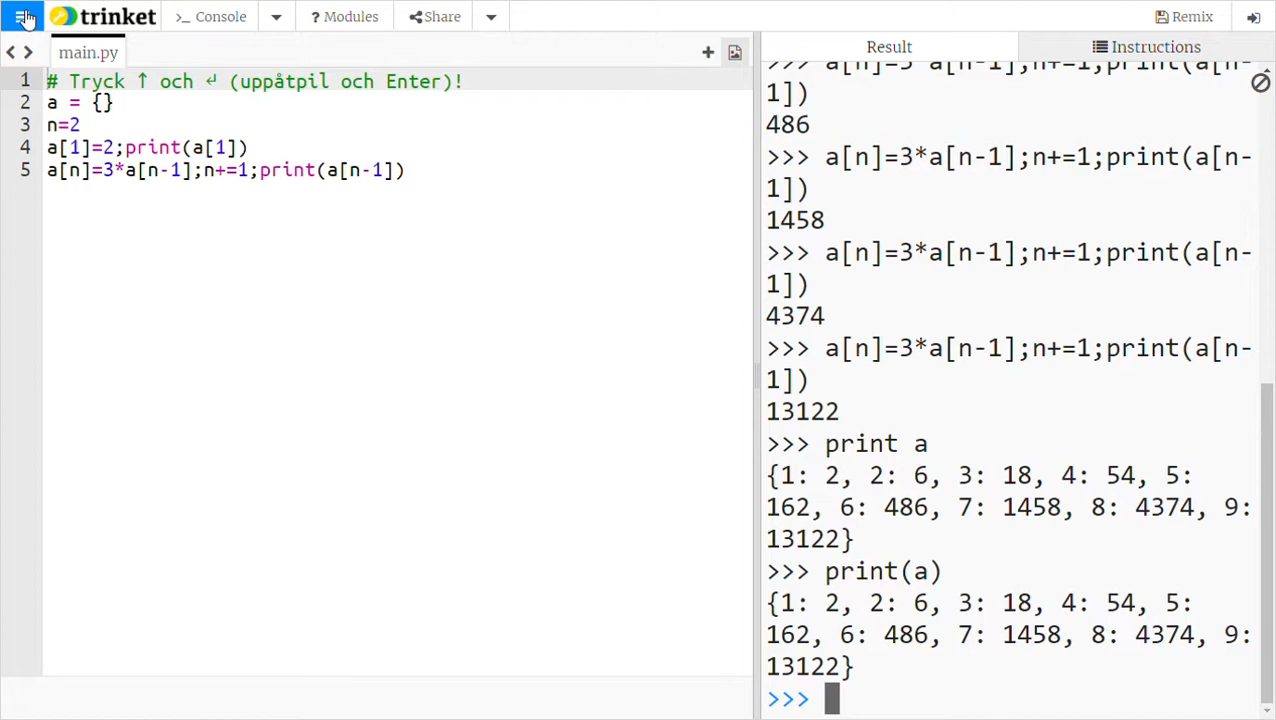 trinket
>_ Console
? Modules
Share
Remix
main.py
Result
Instructions
1 # Tryck ↑ och ↵ (uppåtpil och Enter)!
2 a = {}
3 n=2
4 a[1]=2;print(a[1])
5 a[n]=3*a[n-1];n+=1;print(a[n-1])
>>> a[n]=3*a[n-1];n+=1;print(a[n-
1])
486
>>> a[n]=3*a[n-1];n+=1;print(a[n-
1])
1458
>>> a[n]=3*a[n-1];n+=1;print(a[n-
1])
4374
>>> a[n]=3*a[n-1];n+=1;print(a[n-
1])
13122
>>> print a
{1: 2, 2: 6, 3: 18, 4: 54, 5:
162, 6: 486, 7: 1458, 8: 4374, 9:
13122}
>>> print(a)
{1: 2, 2: 6, 3: 18, 4: 54, 5:
162, 6: 486, 7: 1458, 8: 4374, 9:
13122}
>>>